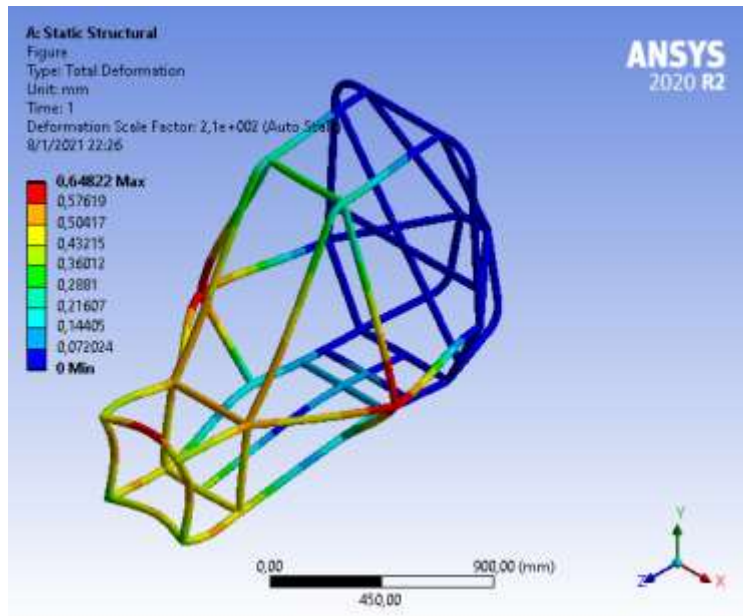 A: Static Structural
Figure
Type: Total Deformation
Unit: mm
Time: 1
Deformation Scale Factor: 2,1e+002 (Auto Scale)
8/1/2021 22:26
ANSYS
2020 R2
0,64822 Max
0,57619
0,50417
0,43215
0,36012
0,2881
0,21607
0,14405
0,072024
0 Min
Y
Z
X
0,00
900,00 (mm)
450,00